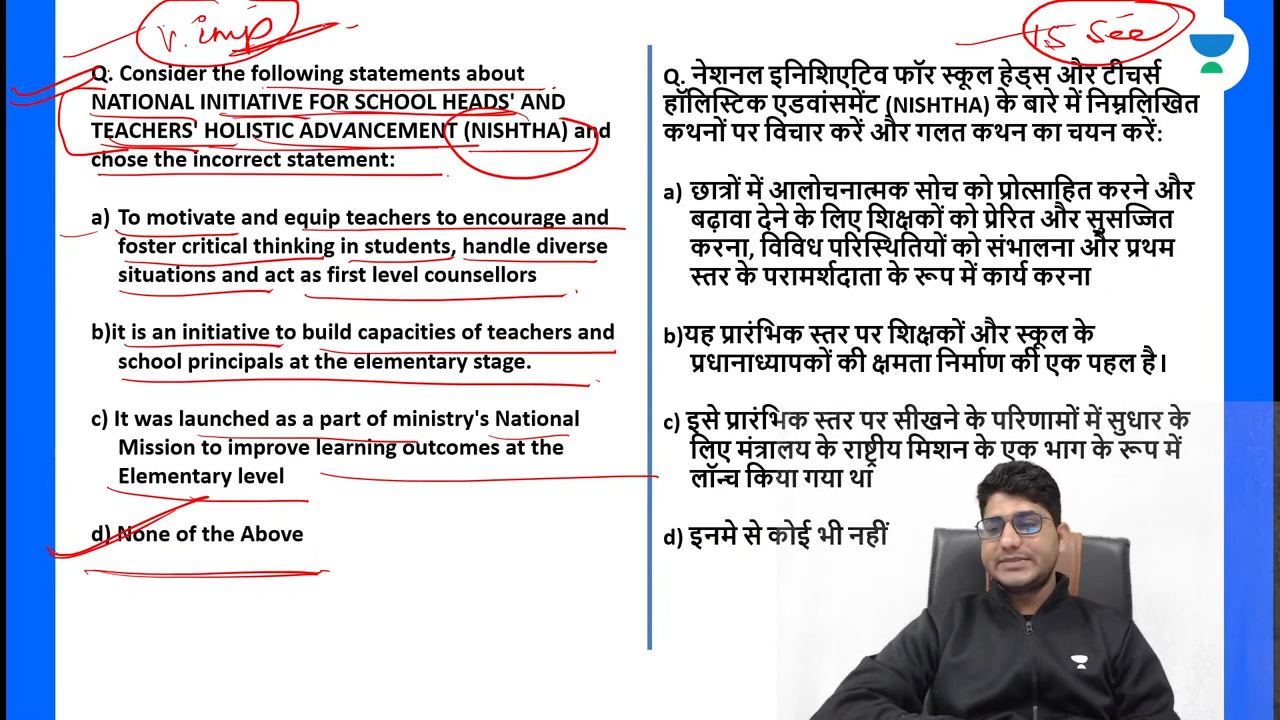 v. imp
15 See
Q. Consider the following statements about
NATIONAL INITIATIVE FOR SCHOOL HEADS' AND
TEACHERS' HOLISTIC ADVANCEMENT (NISHTHA) and
chose the incorrect statement:
a) To motivate and equip teachers to encourage and
foster critical thinking in students, handle diverse
situations and act as first level counsellors
b)it is an initiative to build capacities of teachers and
school principals at the elementary stage.
c) It was launched as a part of ministry's National
Mission to improve learning outcomes at the
Elementary level
d) None of the Above
Q. नेशनल इनिशिएटिव फॉर स्कूल हेड्स और टीचर्स
हॉलिस्टिक एडवांसमेंट (NISHTHA) के बारे में निम्नलिखित
कथनों पर विचार करें और गलत कथन का चयन करें:
a) छात्रों में आलोचनात्मक सोच को प्रोत्साहित करने और
बढ़ावा देने के लिए शिक्षकों को प्रेरित और सुसज्जित
करना, विविध परिस्थितियों को संभालना और प्रथम
स्तर के परामर्शदाता के रूप में कार्य करना
b)यह प्रारंभिक स्तर पर शिक्षकों और स्कूल के
प्रधानाध्यापकों की क्षमता निर्माण की एक पहल है।
c) इसे प्रारंभिक स्तर पर सीखने के परिणामों में सुधार के
लिए मंत्रालय के राष्ट्रीय मिशन के एक भाग के रूप में
लॉन्च किया गया था
d) इनमे से कोई भी नहीं